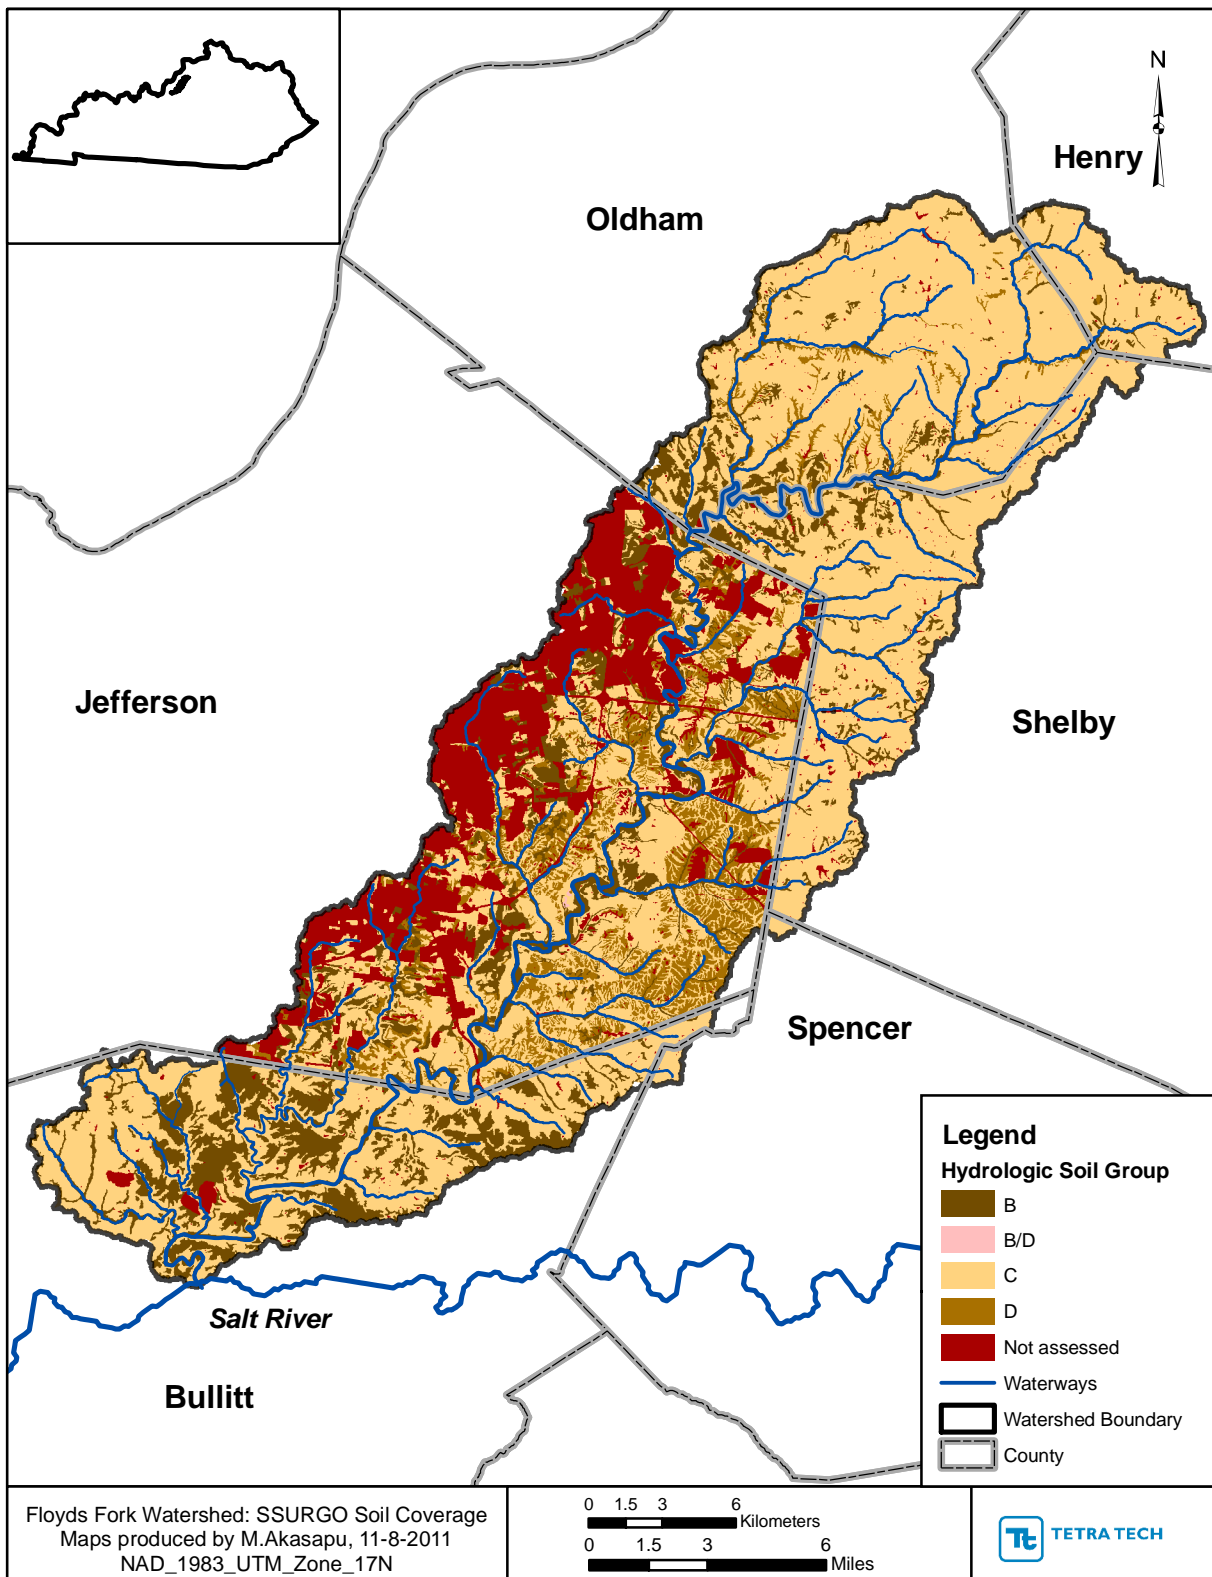 N
Henry
Oldham
Jefferson
Shelby
Spencer
Salt River
Bullitt
Legend
Hydrologic Soil Group
B
B/D
C
D
Not assessed
Waterways
Watershed Boundary
County
Floyds Fork Watershed: SSURGO Soil Coverage
Maps produced by M.Akasapu, 11-8-2011
NAD_1983_UTM_Zone_17N
0 1.5 3 6
Kilometers
0 1.5 3 6
Miles
Tt TETRA TECH